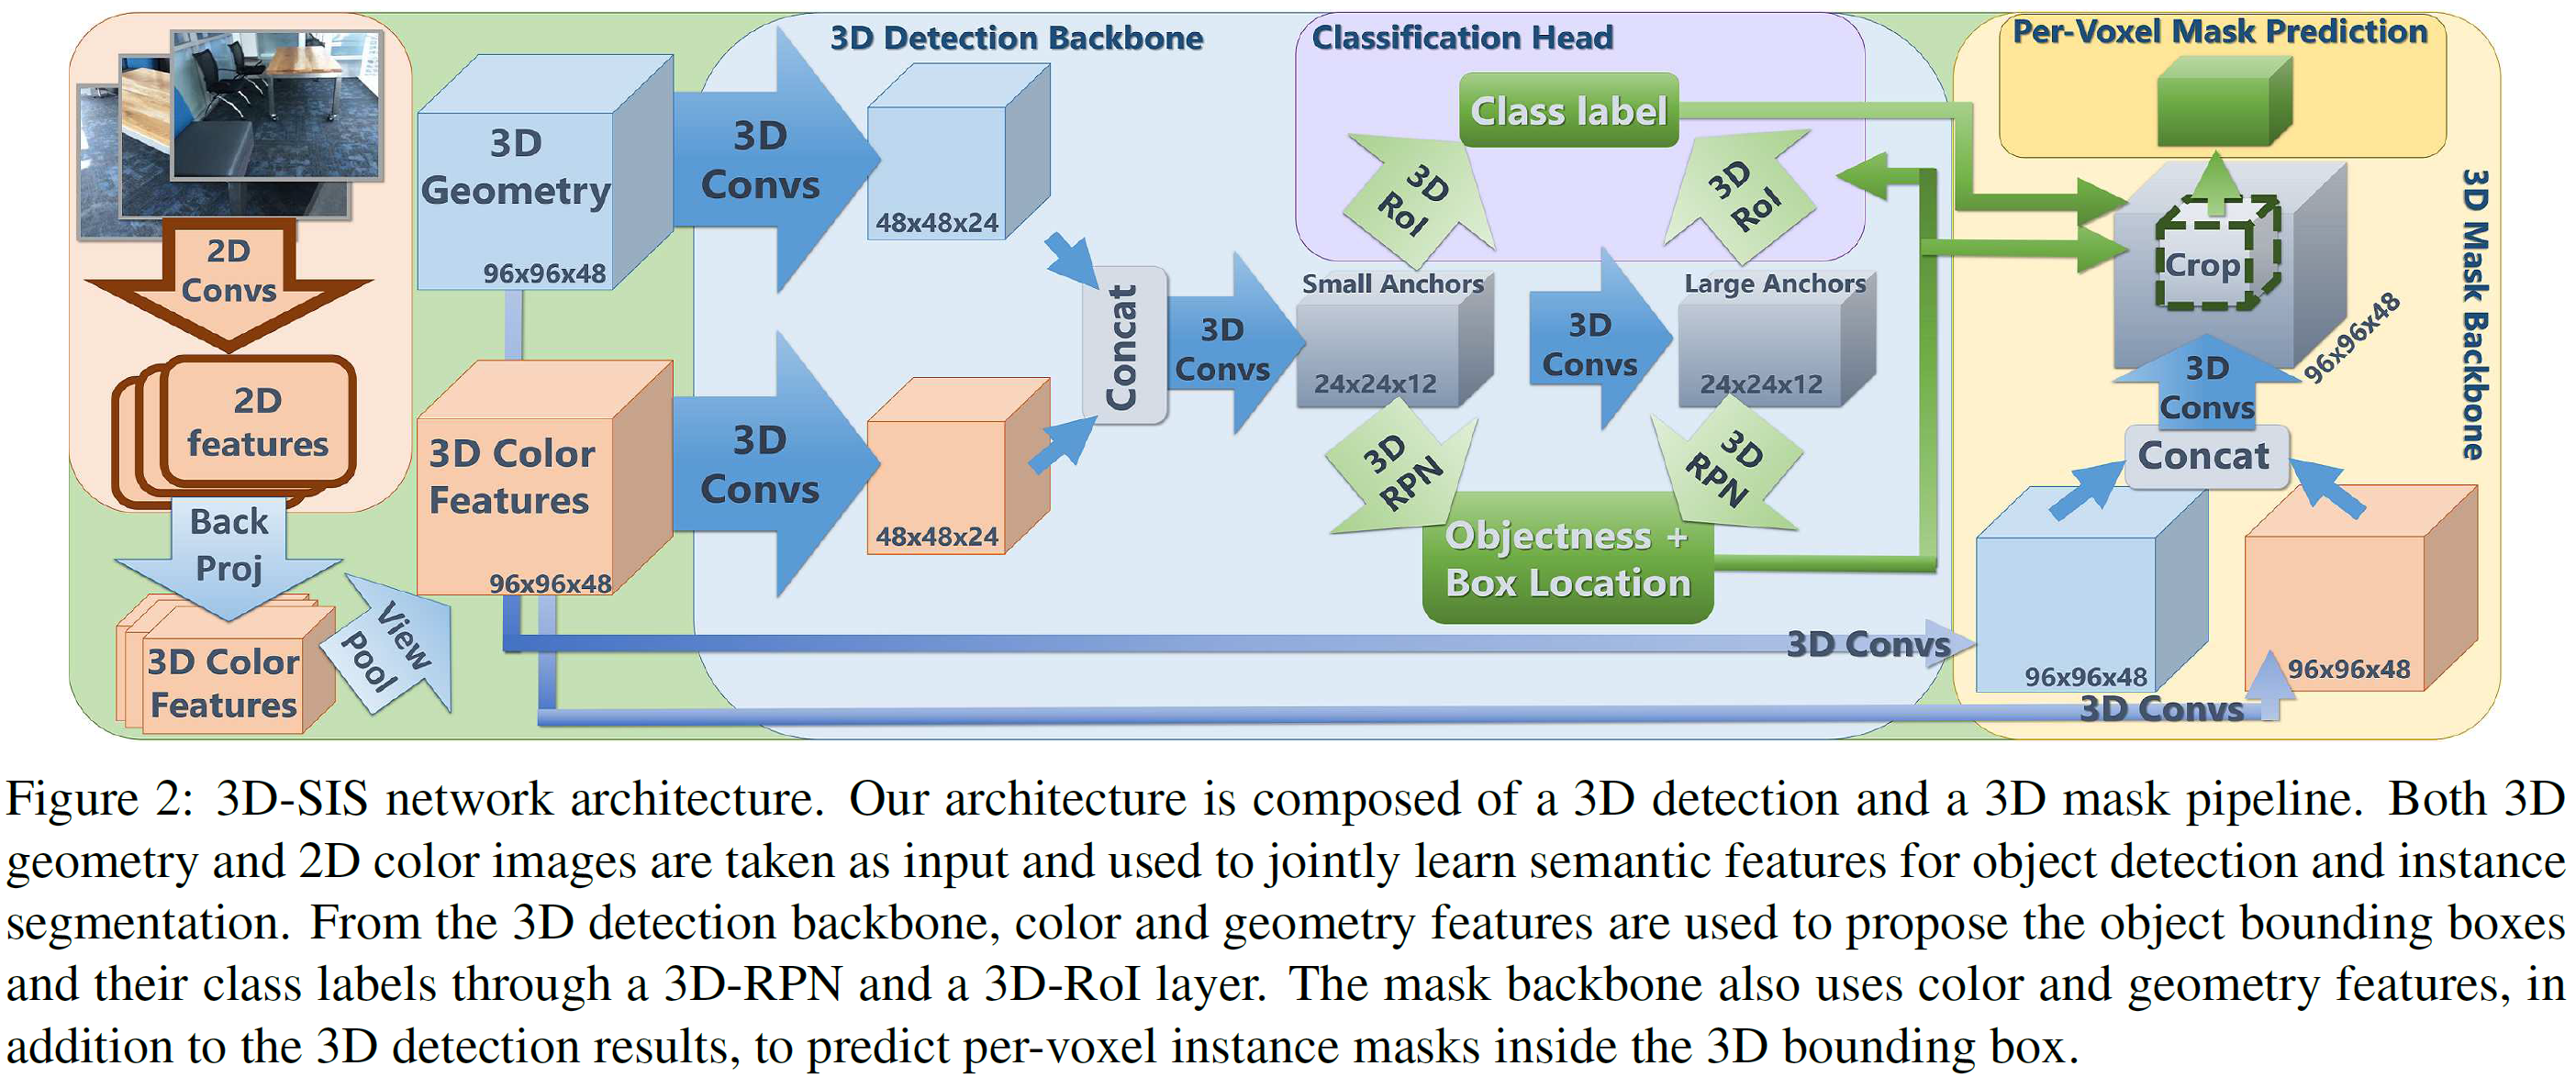 3D Detection Backbone
Classification Head
Per-Voxel Mask Prediction
2D
Convs
2D
features
Back
Proj
3D Color
Features
View
Pool
3D
Geometry
96x96x48
3D Color
Features
96x96x48
3D
Convs
3D
Convs
48x48x24
48x48x24
Concat
3D
Convs
Class label
3D
RoI
3D
RoI
Small Anchors
24x24x12
3D
Convs
Large Anchors
24x24x12
3D
RPN
3D
RPN
Objectness +
Box Location
3D Convs
3D Convs
Crop
96x96x48
3D
Convs
Concat
96x96x48
96x96x48
3D Mask Backbone
Figure 2: 3D-SIS network architecture. Our architecture is composed of a 3D detection and a 3D mask pipeline. Both 3D
geometry and 2D color images are taken as input and used to jointly learn semantic features for object detection and instance
segmentation. From the 3D detection backbone, color and geometry features are used to propose the object bounding boxes
and their class labels through a 3D-RPN and a 3D-RoI layer. The mask backbone also uses color and geometry features, in
addition to the 3D detection results, to predict per-voxel instance masks inside the 3D bounding box.